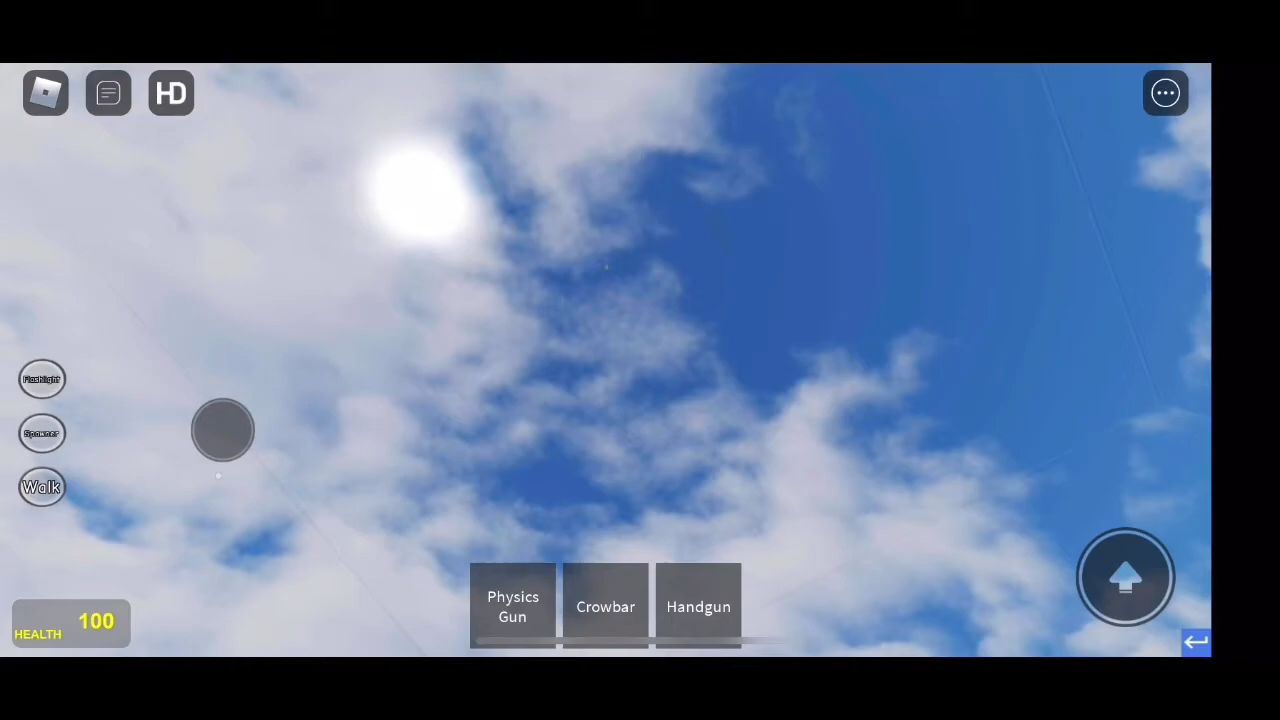 HD
Flashlight
Spawner
Walk
HEALTH 100
Physics
Gun
Crowbar
Handgun